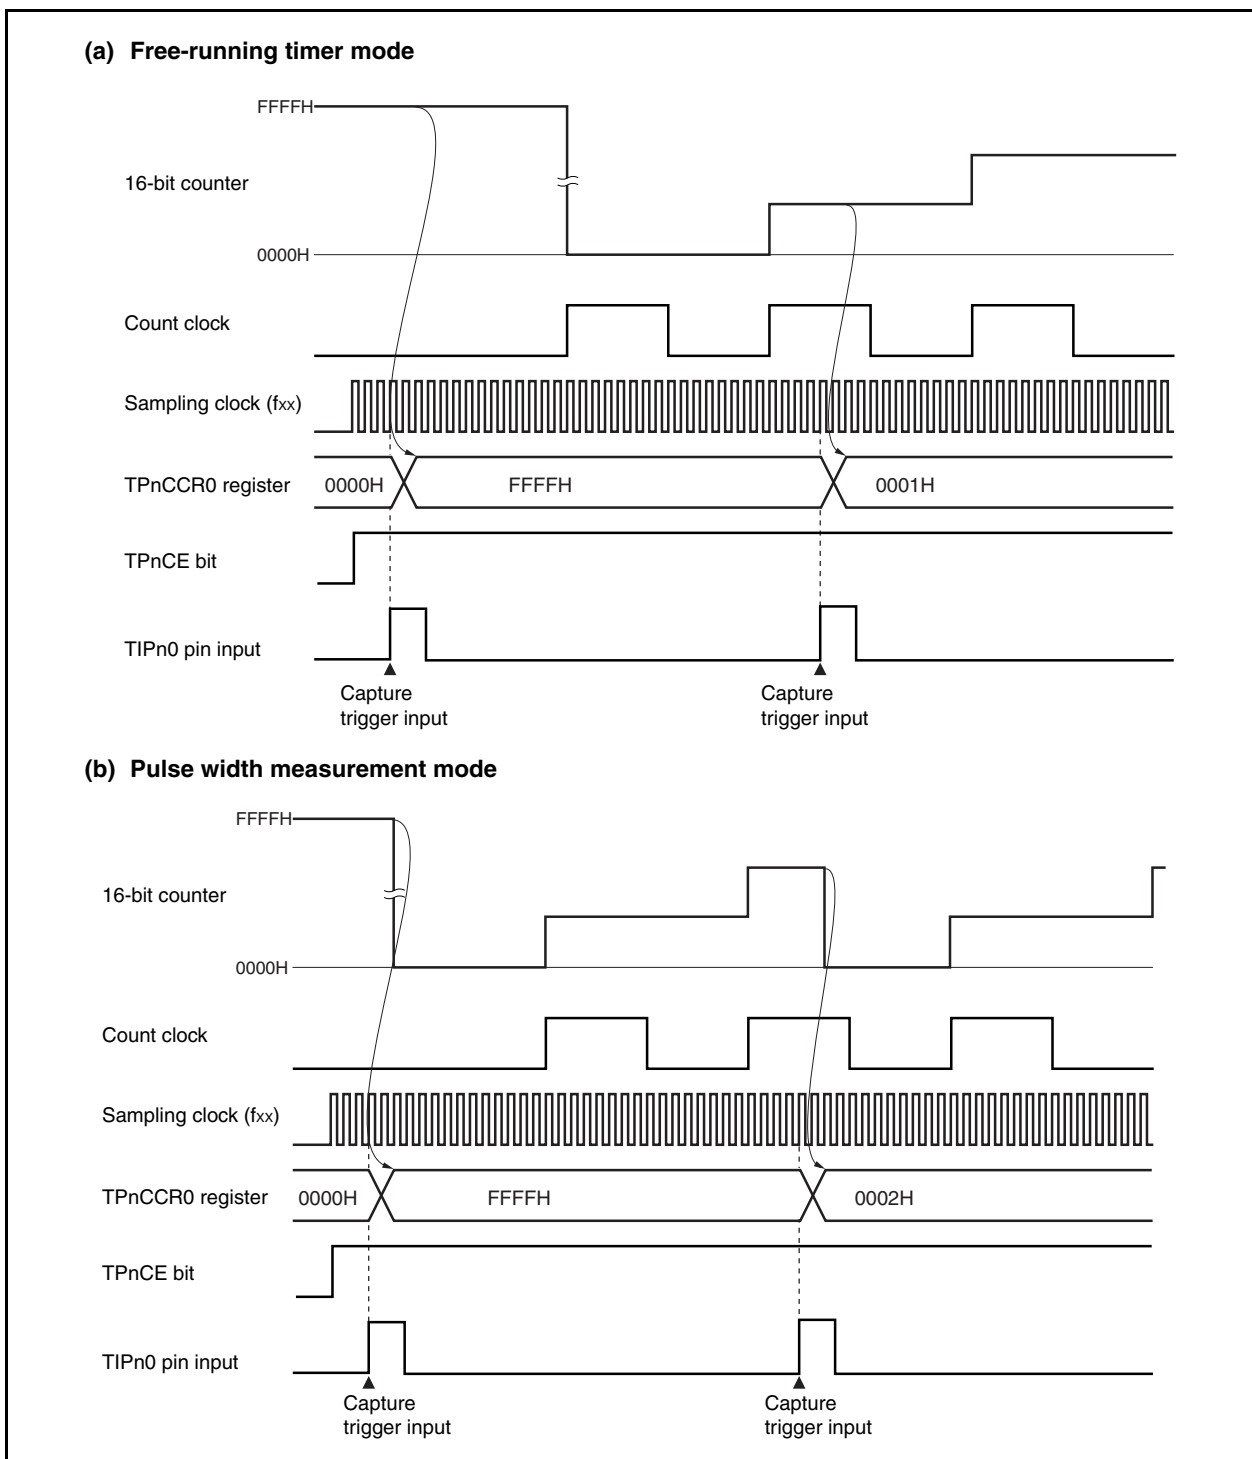 (a) Free-running timer mode
FFFFH
16-bit counter
0000H
Count clock
Sampling clock (fxx)
TPnCCR0 register
0000H
FFFFH
0001H
TPnCE bit
TIPn0 pin input
Capture
trigger input
Capture
trigger input
(b) Pulse width measurement mode
FFFFH
16-bit counter
0000H
Count clock
Sampling clock (fxx)
TPnCCR0 register
0000H
FFFFH
0002H
TPnCE bit
TIPn0 pin input
Capture
trigger input
Capture
trigger input